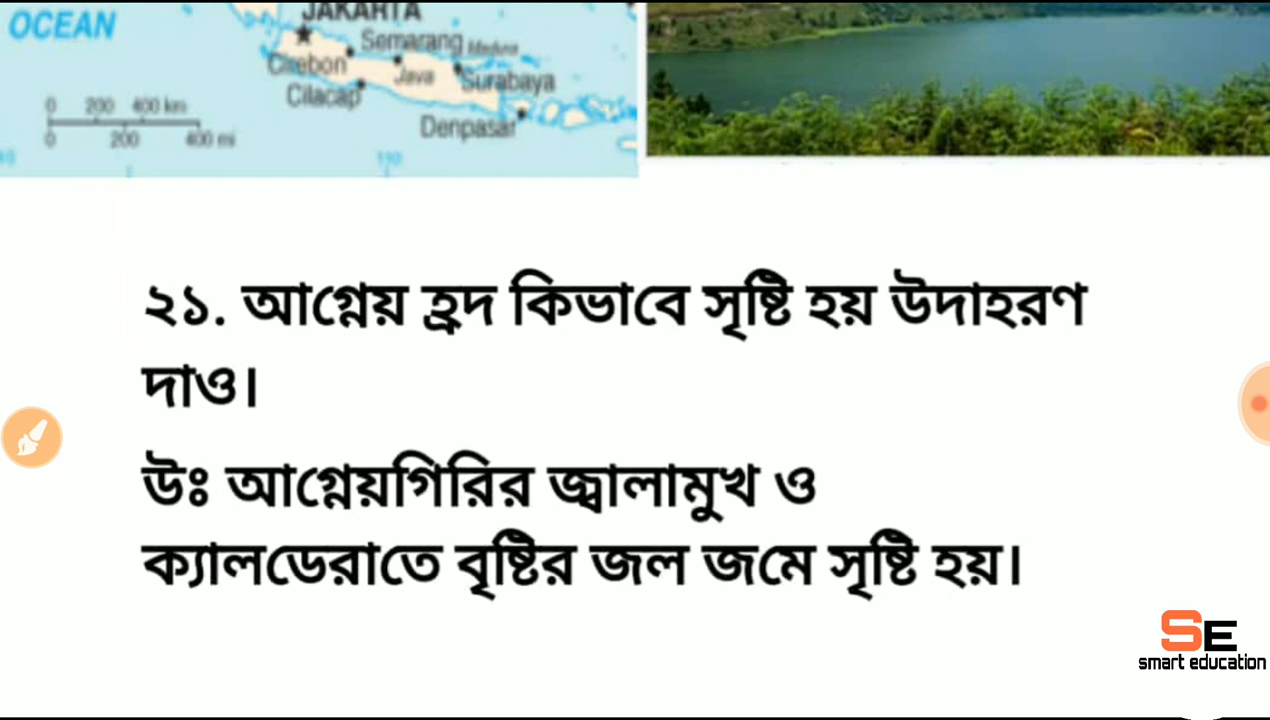 JAKARTA
OCEAN
Semarang Madura
Cirebon
Java
Surabaya
Cilacap
0 200 400 km
0 200 400 mi
Denpasar
110
২১. আগ্নেয় হ্রদ কিভাবে সৃষ্টি হয় উদাহরণ
দাও।
উঃ আগ্নেয়গিরির জ্বালামুখ ও
ক্যালডেরাতে বৃষ্টির জল জমে সৃষ্টি হয়।
SE
smart education